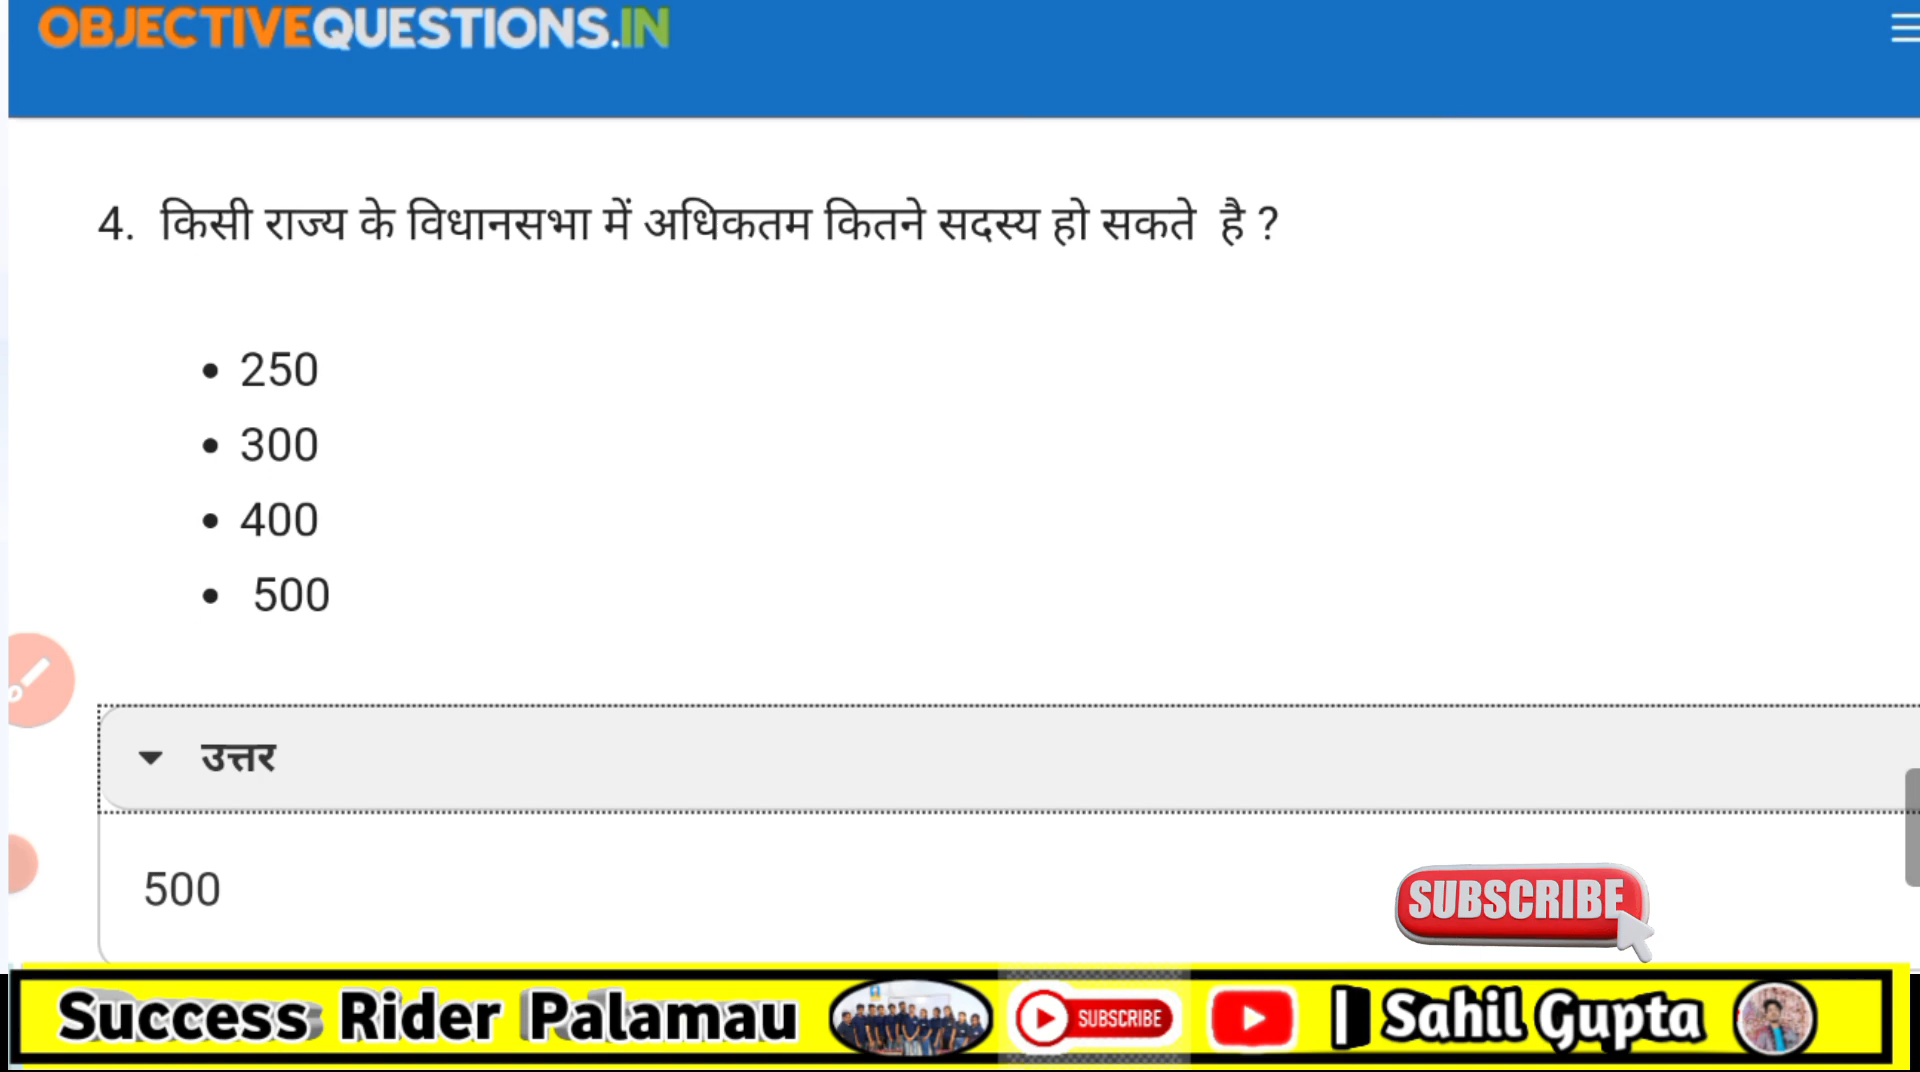 OBJECTIVEQUESTIONS.IN
4. किसी राज्य के विधानसभा में अधिकतम कितने सदस्य हो सकते है ?
250
300
400
500
उत्तर
500
SUBSCRIBE
Success Rider Palamau SUBSCRIBE | Sahil Gupta